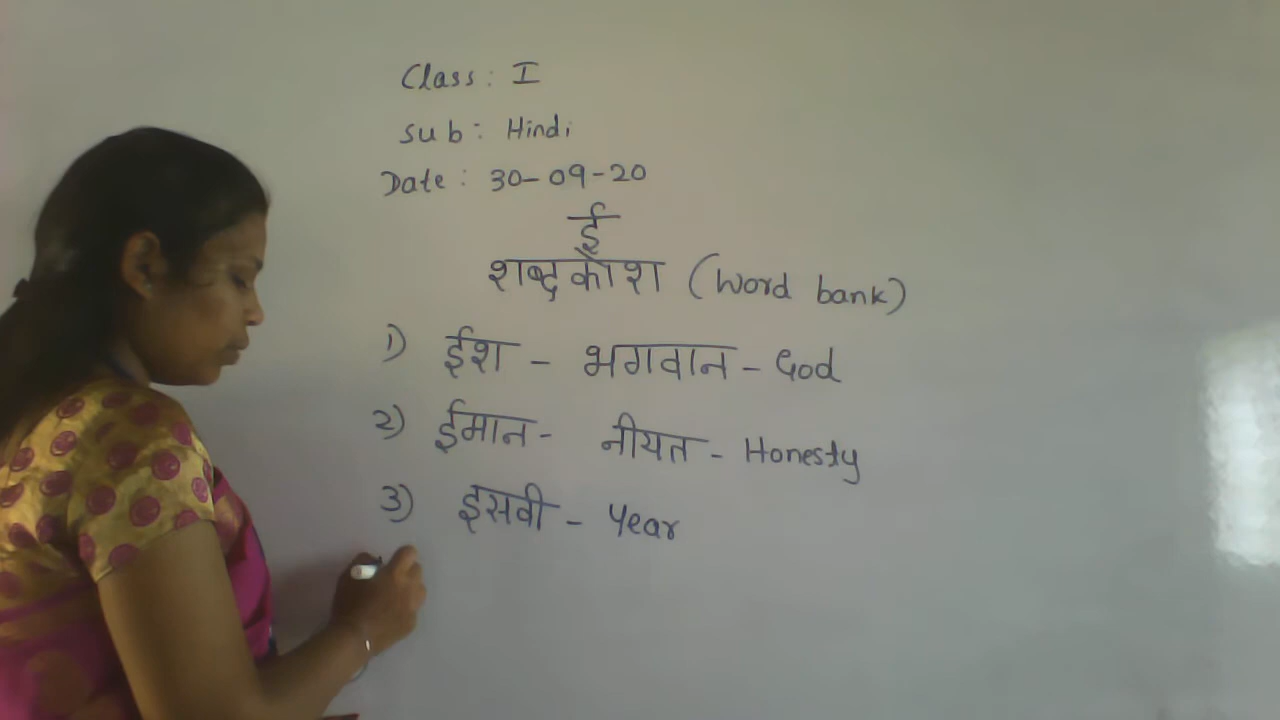 Class: I
Sub: Hindi
Date: 30-09-20
ई
शब्दकोश (Word bank)
1) ईश - भगवान - God
2) ईमान - नीयत - Honesty
3) इसवी - Year